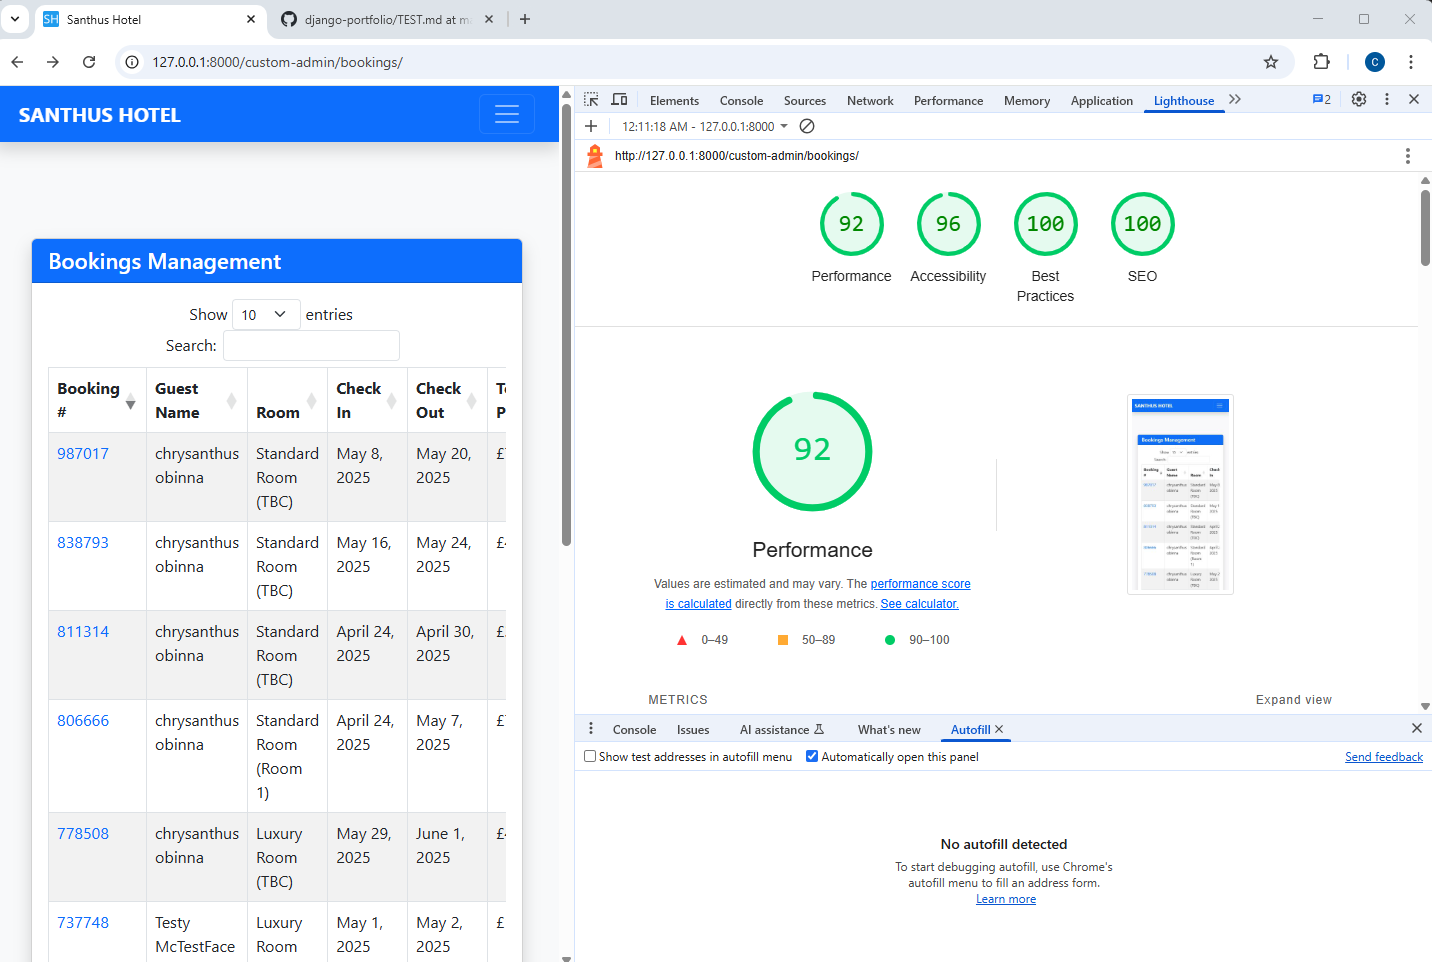 SH Santhus Hotel
django-portfolio/TEST.md at m
127.0.0.1:8000/custom-admin/bookings/
C
SANTHUS HOTEL
Bookings Management
Show 10 entries
Search:
Booking # Guest Name Room Check In Check Out
987017 chrysanthus obinna Standard Room (TBC) May 8, 2025 May 20, 2025
838793 chrysanthus obinna Standard Room (TBC) May 16, 2025 May 24, 2025
811314 chrysanthus obinna Standard Room (TBC) April 24, 2025 April 30, 2025
806666 chrysanthus obinna Standard Room (Room 1) April 24, 2025 May 7, 2025
778508 chrysanthus obinna Luxury Room (TBC) May 29, 2025 June 1, 2025
737748 Testy McTestFace Luxury Room May 1, 2025 May 2, 2025 £
Elements Console Sources Network Performance Memory Application Lighthouse 2
12:11:18 AM - 127.0.0.1:8000
http://127.0.0.1:8000/custom-admin/bookings/
92 96 100 100
Performance Accessibility Best Practices SEO
92
Performance
Values are estimated and may vary. The performance score
is calculated directly from these metrics. See calculator.
0–49 50–89 90–100
METRICS Expand view
SANTHUS HOTEL
Bookings Management
Console Issues AI assistance What's new Autofill
Show test addresses in autofill menu Automatically open this panel Send feedback
No autofill detected
To start debugging autofill, use Chrome's
autofill menu to fill an address form.
Learn more